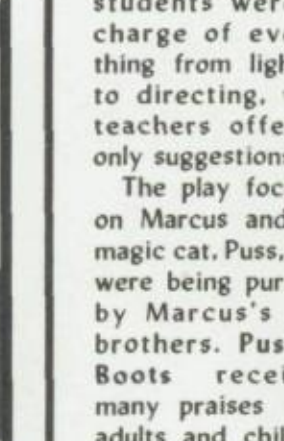 students were
charge of eve
thing from ligh
to directing,
teachers offe
only suggestions
The play foc
on Marcus and
magic cat, Puss,
were being pur
by Marcus's
brothers. Pus
Boots recei
many praises
adults and chil